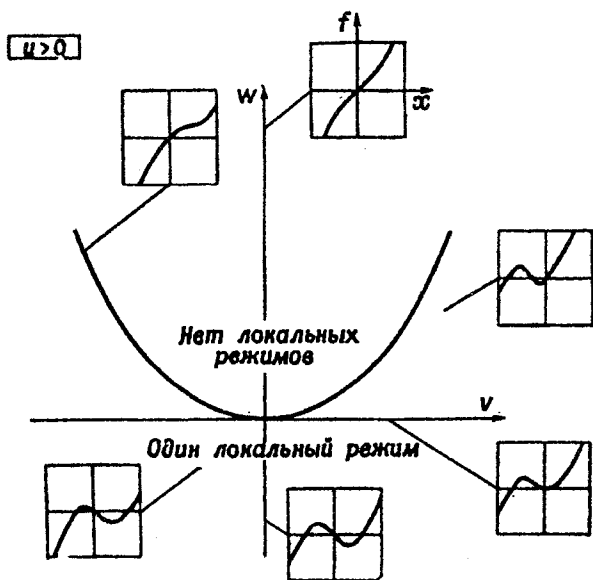 u>0
f
x
w
Нет локальных
режимов
v
Один локальный режим